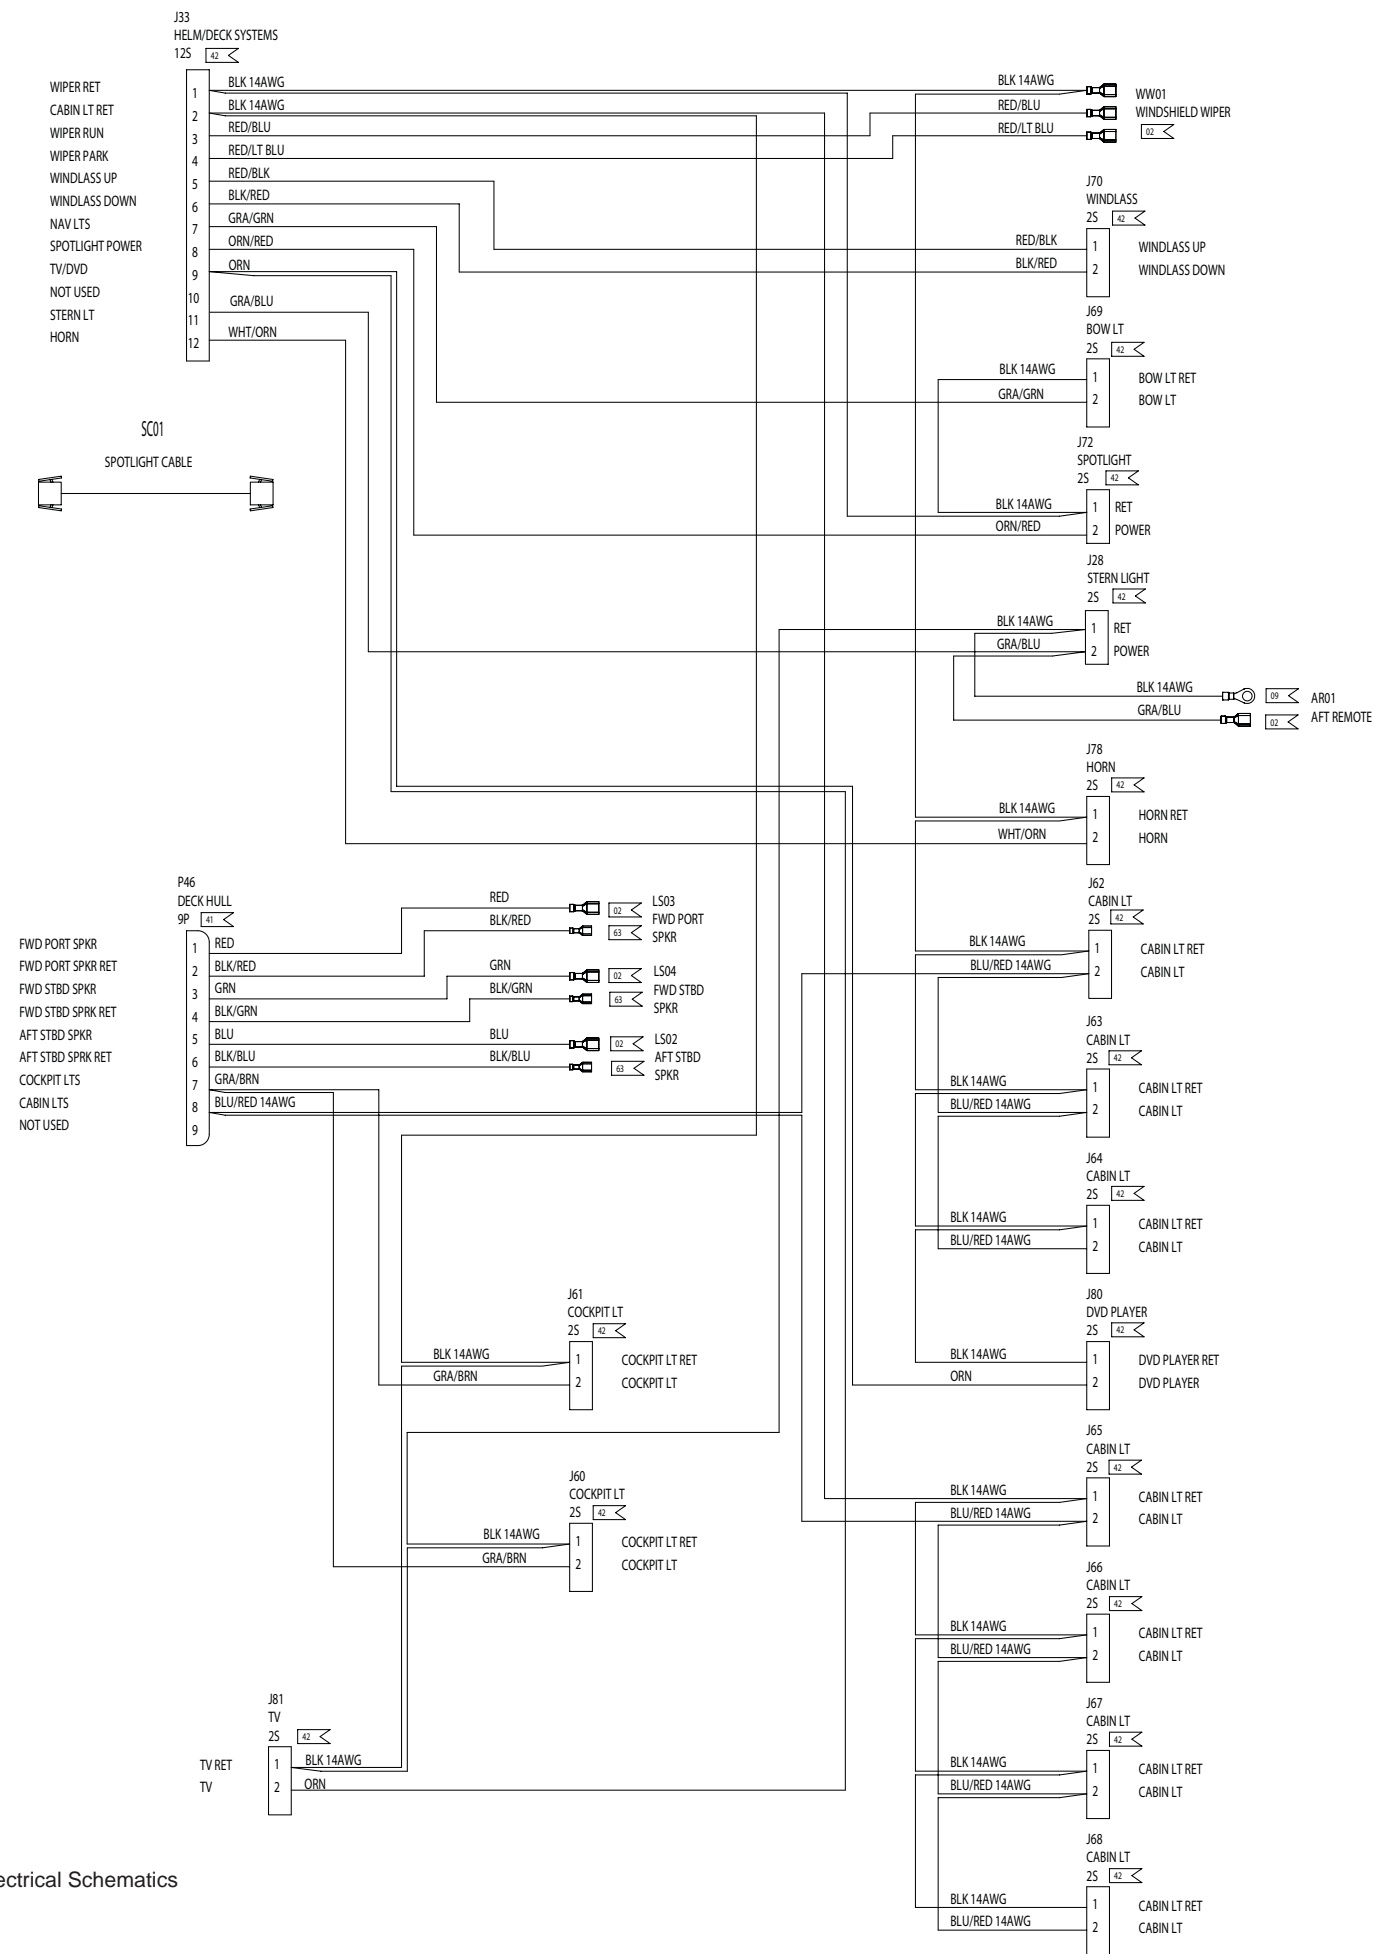 J33
HELM/DECK SYSTEMS
12S 42
WIPER RET 1 BLK 14AWG
CABIN LT RET 2 BLK 14AWG
WIPER RUN 3 RED/BLU
WIPER PARK 4 RED/LT BLU
WINDLASS UP 5 RED/BLK
WINDLASS DOWN 6 BLK/RED
NAV LTS 7 GRA/GRN
SPOTLIGHT POWER 8 ORN/RED
TV/DVD 9 ORN
NOT USED 10
STERN LT 11 GRA/BLU
HORN 12 WHT/ORN
SC01
SPOTLIGHT CABLE
BLK 14AWG
RED/BLU
RED/LT BLU
WW01
WINDSHIELD WIPER
02
J70
WINDLASS
2S 42
RED/BLK 1 WINDLASS UP
BLK/RED 2 WINDLASS DOWN
J69
BOW LT
2S 42
BLK 14AWG 1 BOW LT RET
GRA/GRN 2 BOW LT
J72
SPOTLIGHT
2S 42
BLK 14AWG 1 RET
ORN/RED 2 POWER
J28
STERN LIGHT
2S 42
BLK 14AWG 1 RET
GRA/BLU 2 POWER
BLK 14AWG 09 AR01
GRA/BLU 02 AFT REMOTE
J78
HORN
2S 42
BLK 14AWG 1 HORN RET
WHT/ORN 2 HORN
P46
DECK HULL
9P 41
FWD PORT SPKR 1 RED
FWD PORT SPKR RET 2 BLK/RED
FWD STBD SPKR 3 GRN
FWD STBD SPRK RET 4 BLK/GRN
AFT STBD SPKR 5 BLU
AFT STBD SPRK RET 6 BLK/BLU
COCKPIT LTS 7 GRA/BRN
CABIN LTS 8 BLU/RED 14AWG
NOT USED 9
RED 02 LS03
BLK/RED 63 FWD PORT
SPKR
GRN 02 LS04
BLK/GRN 63 FWD STBD
SPKR
BLU 02 LS02
BLK/BLU 63 AFT STBD
SPKR
J62
CABIN LT
2S 42
BLK 14AWG 1 CABIN LT RET
BLU/RED 14AWG 2 CABIN LT
J63
CABIN LT
2S 42
BLK 14AWG 1 CABIN LT RET
BLU/RED 14AWG 2 CABIN LT
J64
CABIN LT
2S 42
BLK 14AWG 1 CABIN LT RET
BLU/RED 14AWG 2 CABIN LT
J80
DVD PLAYER
2S 42
BLK 14AWG 1 DVD PLAYER RET
ORN 2 DVD PLAYER
J61
COCKPIT LT
2S 42
BLK 14AWG 1 COCKPIT LT RET
GRA/BRN 2 COCKPIT LT
J60
COCKPIT LT
2S 42
BLK 14AWG 1 COCKPIT LT RET
GRA/BRN 2 COCKPIT LT
J65
CABIN LT
2S 42
BLK 14AWG 1 CABIN LT RET
BLU/RED 14AWG 2 CABIN LT
J66
CABIN LT
2S 42
BLK 14AWG 1 CABIN LT RET
BLU/RED 14AWG 2 CABIN LT
J81
TV
2S 42
TV RET 1 BLK 14AWG
TV 2 ORN
J67
CABIN LT
2S 42
BLK 14AWG 1 CABIN LT RET
BLU/RED 14AWG 2 CABIN LT
J68
CABIN LT
2S 42
BLK 14AWG 1 CABIN LT RET
BLU/RED 14AWG 2 CABIN LT
ectrical Schematics